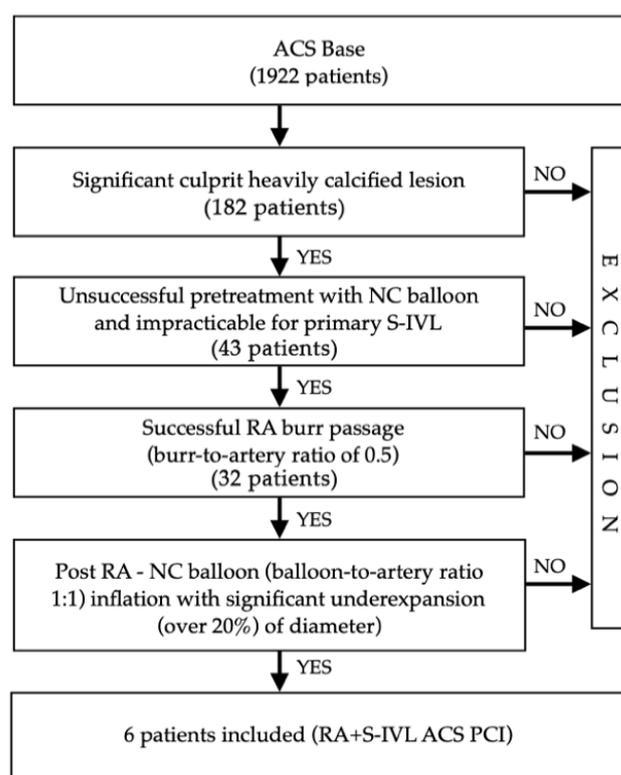 ACS Base
(1922 patients)
Significant culprit heavily calcified lesion
(182 patients)
NO
YES
Unsuccessful pretreatment with NC balloon
and impracticable for primary S-IVL
(43 patients)
NO
YES
Successful RA burr passage
(burr-to-artery ratio of 0.5)
(32 patients)
NO
YES
Post RA - NC balloon (balloon-to-artery ratio
1:1) inflation with significant underexpansion
(over 20%) of diameter)
NO
YES
6 patients included (RA+S-IVL ACS PCI)
EXCLUSION